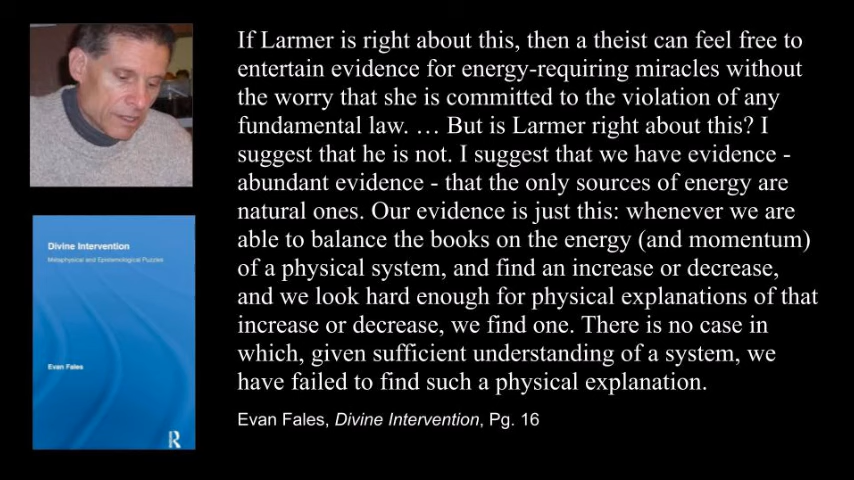 If Larmer is right about this, then a theist can feel free to
entertain evidence for energy-requiring miracles without
the worry that she is committed to the violation of any
fundamental law. … But is Larmer right about this? I
suggest that he is not. I suggest that we have evidence -
abundant evidence - that the only sources of energy are
natural ones. Our evidence is just this: whenever we are
able to balance the books on the energy (and momentum)
of a physical system, and find an increase or decrease,
and we look hard enough for physical explanations of that
increase or decrease, we find one. There is no case in
which, given sufficient understanding of a system, we
have failed to find such a physical explanation.
Evan Fales, Divine Intervention, Pg. 16
Divine Intervention
Metaphysical and Epistemological Puzzles
Evan Fales
R